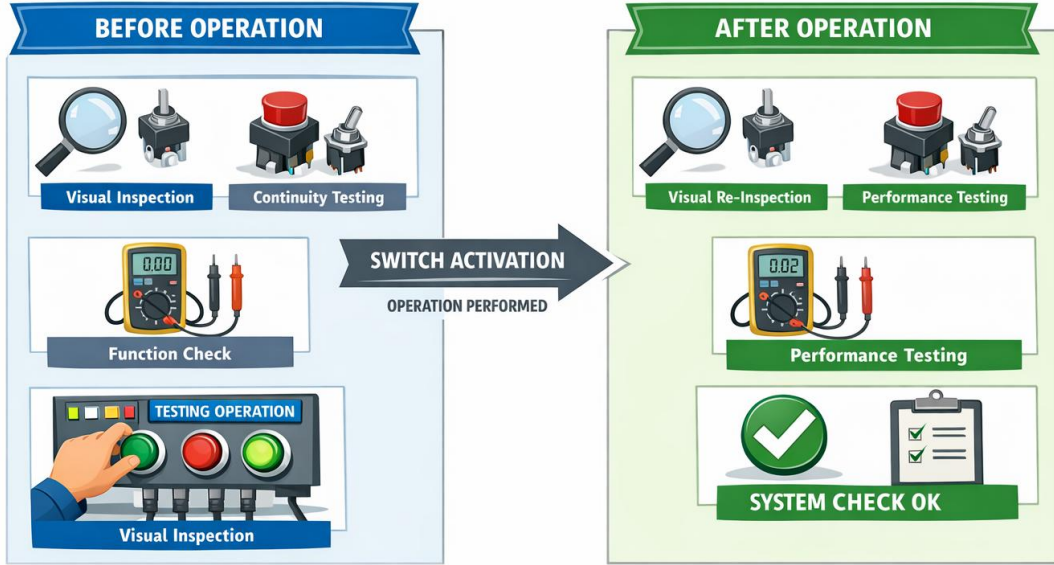 BEFORE OPERATION
Visual Inspection
Continuity Testing
0.00
Function Check
TESTING OPERATION
Visual Inspection
SWITCH ACTIVATION
OPERATION PERFORMED
AFTER OPERATION
Visual Re-Inspection
Performance Testing
0.02
Performance Testing
SYSTEM CHECK OK